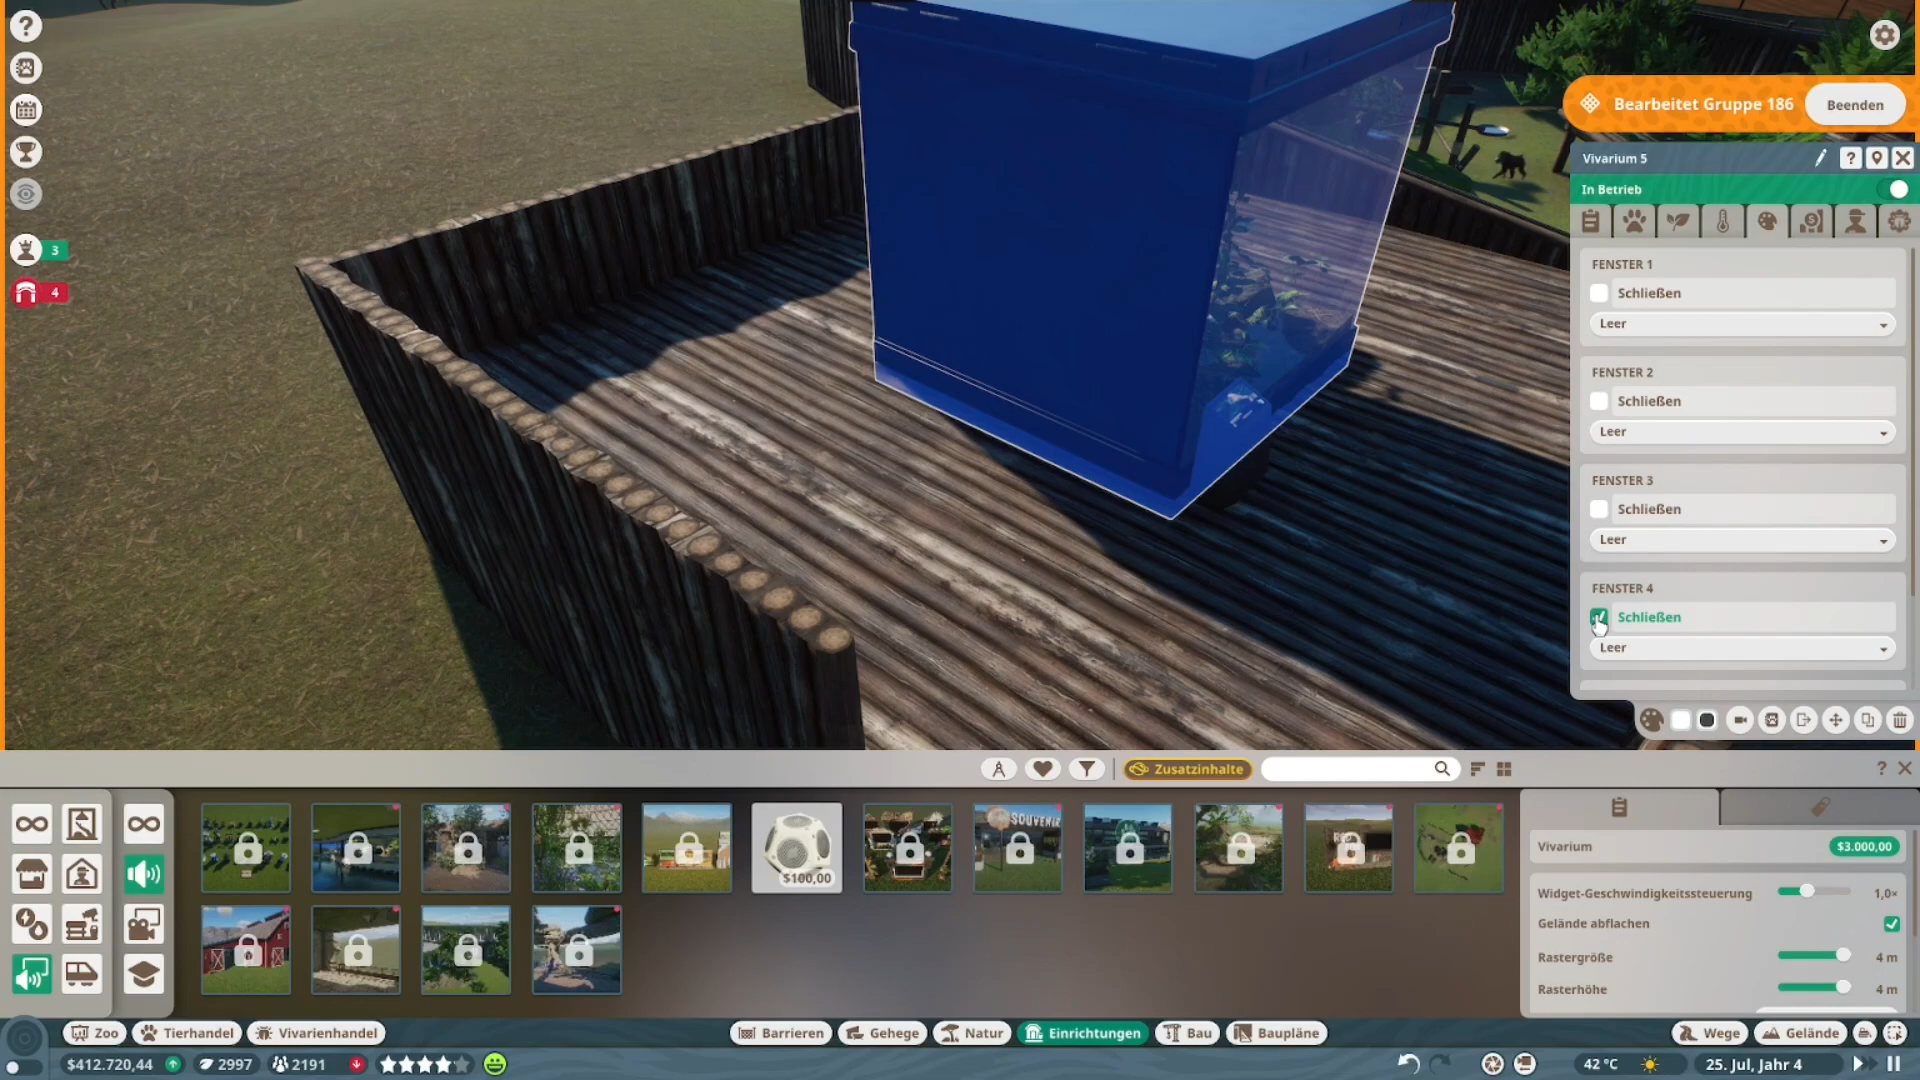 ?
3
4
Bearbeitet Gruppe 186
Beenden
Vivarium 5
?
In Betrieb
FENSTER 1
Schließen
Leer
FENSTER 2
Schließen
Leer
FENSTER 3
Schließen
Leer
FENSTER 4
Schließen
Leer
Zusatzinhalte
?
SOUVENIR
$100,00
Vivarium
$3.000,00
Widget-Geschwindigkeitssteuerung
1,0×
Gelände abflachen
Rastergröße
4 m
Rasterhöhe
4 m
Zoo
Tierhandel
Vivarienhandel
Barrieren
Gehege
Natur
Einrichtungen
Bau
Baupläne
Wege
Gelände
$412.720,44
2997
2191
42 °C
25. Jul, Jahr 4